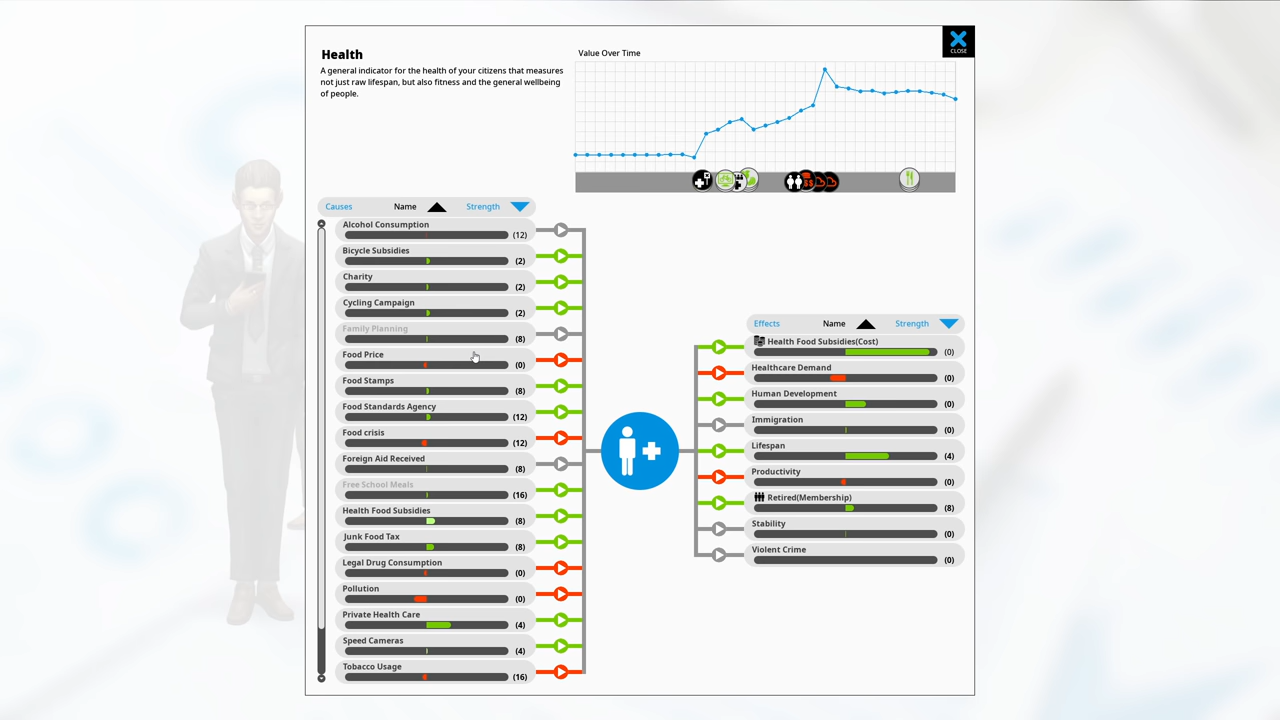 Health
A general indicator for the health of your citizens that measures
not just raw lifespan, but also fitness and the general wellbeing
of people.
Value Over Time
CLOSE
Causes Name Strength
Alcohol Consumption
(12)
Bicycle Subsidies
(2)
Charity
(2)
Cycling Campaign
(2)
Family Planning
(8)
Food Price
(0)
Food Stamps
(8)
Food Standards Agency
(12)
Food crisis
(12)
Foreign Aid Received
(8)
Free School Meals
(16)
Health Food Subsidies
(8)
Junk Food Tax
(8)
Legal Drug Consumption
(0)
Pollution
(0)
Private Health Care
(4)
Speed Cameras
(4)
Tobacco Usage
(16)
Effects Name Strength
Health Food Subsidies(Cost)
(0)
Healthcare Demand
(0)
Human Development
(0)
Immigration
(0)
Lifespan
(4)
Productivity
(0)
Retired(Membership)
(8)
Stability
(0)
Violent Crime
(0)